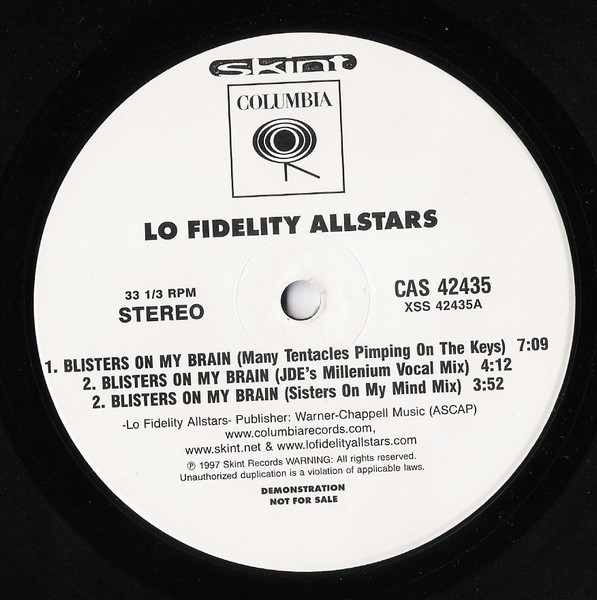 skint
COLUMBIA
LO FIDELITY ALLSTARS
33 1/3 RPM
STEREO
CAS 42435
XSS 42435A
1. BLISTERS ON MY BRAIN (Many Tentacles Pimping On The Keys) 7:09
2. BLISTERS ON MY BRAIN (JDE's Millenium Vocal Mix) 4:12
2. BLISTERS ON MY BRAIN (Sisters On My Mind Mix) 3:52
-Lo Fidelity Allstars- Publisher: Warner-Chappell Music (ASCAP)
www.columbiarecords.com,
www.skint.net & www.lofidelityallstars.com
℗ 1997 Skint Records WARNING: All rights reserved.
Unauthorized duplication is a violation of applicable laws.
DEMONSTRATION
NOT FOR SALE